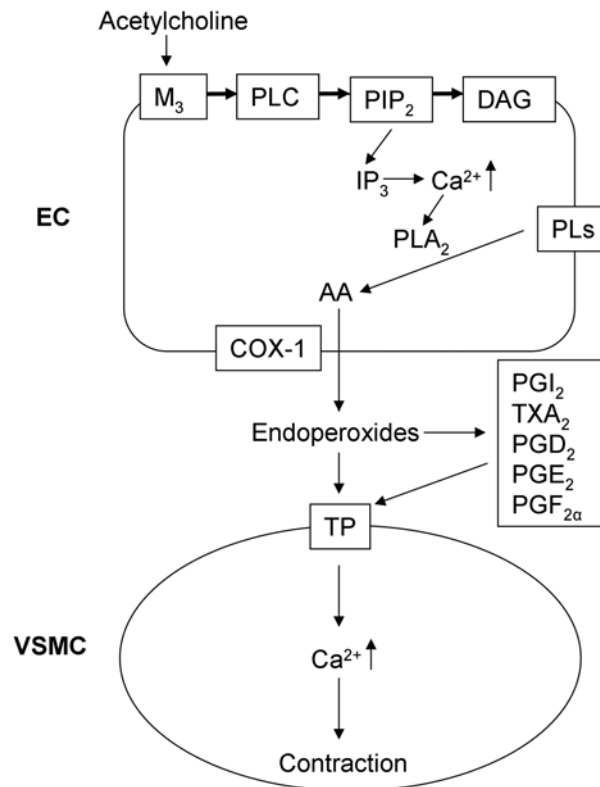 Acetylcholine
M₃ PLC PIP₂ DAG
IP₃ Ca²⁺
EC
PLs
PLA₂
AA
COX-1
PGI₂
TXA₂
Endoperoxides
PGD₂
PGE₂
PGF₂α
TP
VSMC
Ca²⁺
Contraction